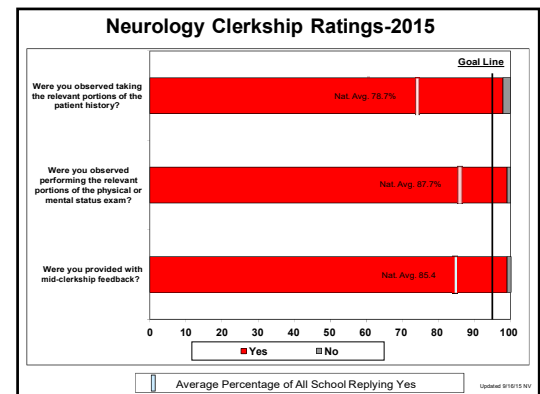 Neurology Clerkship Ratings-2015
Goal Line
Were you observed taking
the relevant portions of the
patient history?
Nat. Avg. 78.7%
Were you observed
performing the relevant
portions of the physical or
mental status exam?
Nat. Avg. 87.7%
Were you provided with
mid-clerkship feedback?
Nat. Avg. 85.4
0 10 20 30 40 50 60 70 80 90 100
Yes No
Average Percentage of All School Replying Yes
Updated 9/16/15 NV